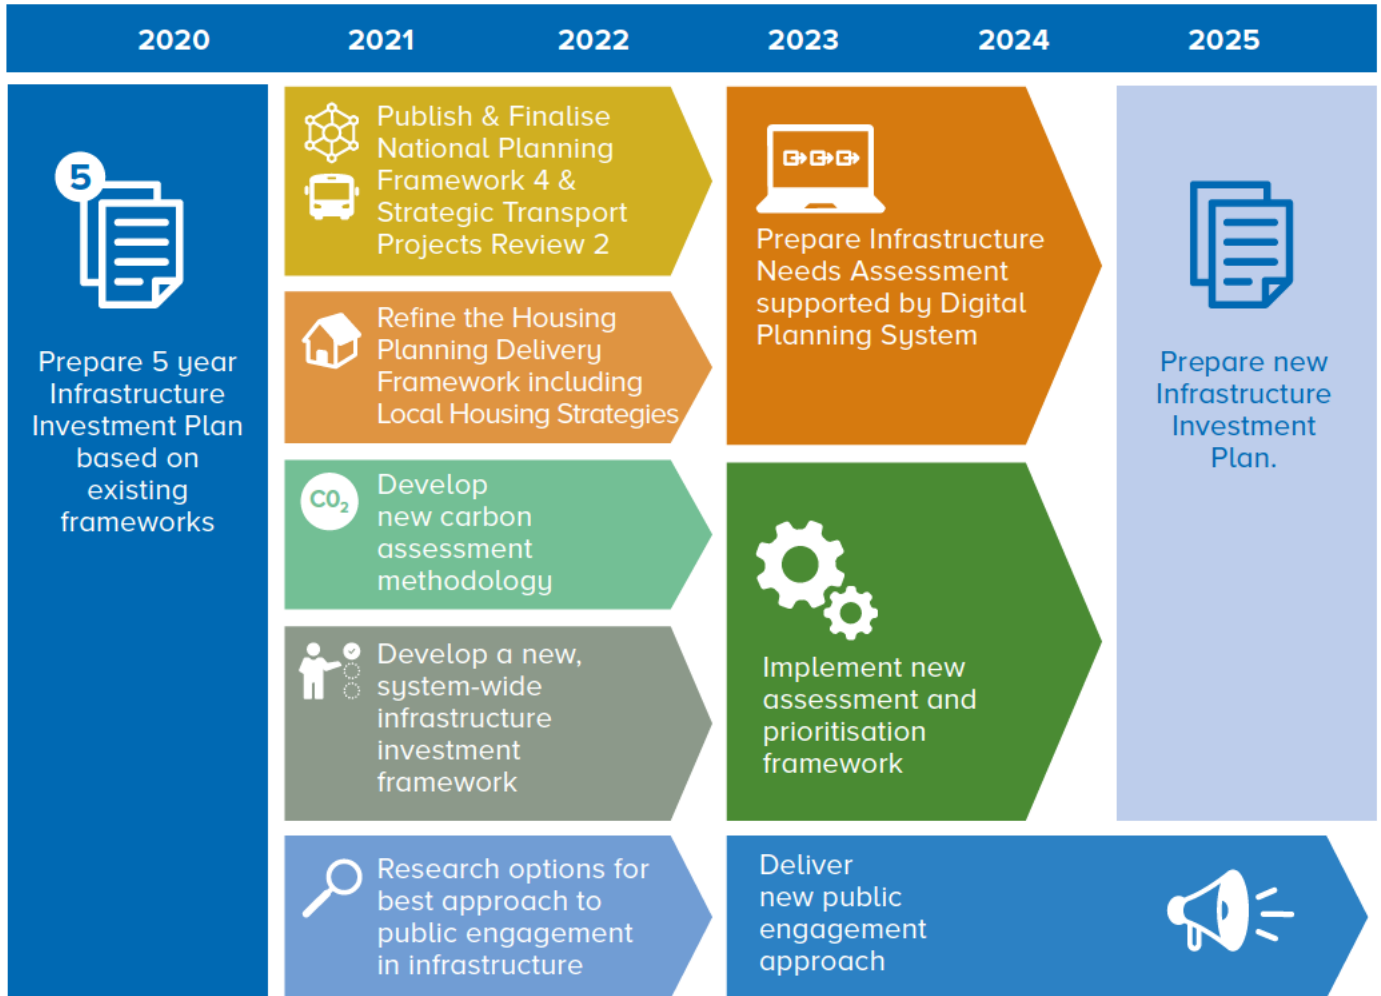 2020 2021 2022 2023 2024 2025
5
Prepare 5 year
Infrastructure
Investment Plan
based on
existing
frameworks
Publish & Finalise
National Planning
Framework 4 &
Strategic Transport
Projects Review 2
Refine the Housing
Planning Delivery
Framework including
Local Housing Strategies
CO₂
Develop
new carbon
assessment
methodology
Develop a new,
system-wide
infrastructure
investment
framework
Research options for
best approach to
public engagement
in infrastructure
Prepare Infrastructure
Needs Assessment
supported by Digital
Planning System
Implement new
assessment and
prioritisation
framework
Deliver
new public
engagement
approach
Prepare new
Infrastructure
Investment
Plan.